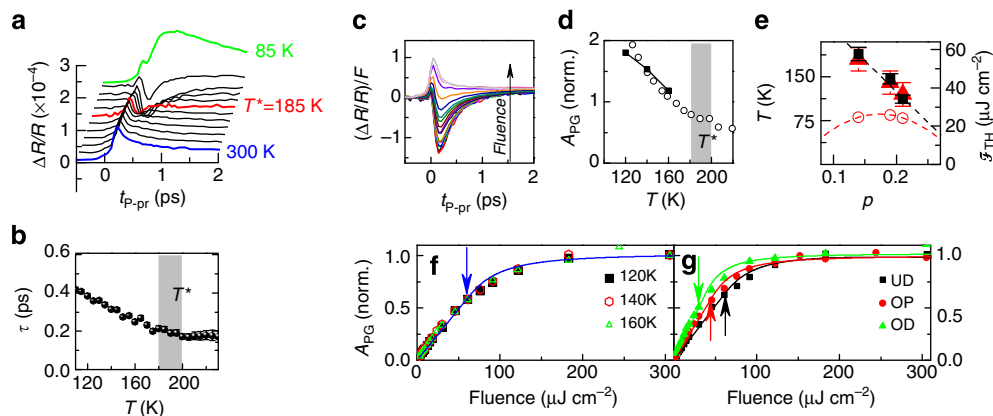 a
ΔR/R (×10⁻⁴)
3
2
1
0
85 K
T*=185 K
300 K
0 1 2
t_P-pr (ps)
b
τ (ps)
0.6
0.4
0.2
0.0
T*
120 160 200
T (K)
c
(ΔR/R)/F
1
0
−1
Fluence
0 1 2
t_P-pr (ps)
d
A_PG (norm.)
2
1
0
T*
120 160 200
T (K)
e
T (K)
150
75
60
40
20
0
ℱ_TH (μJ cm⁻²)
0.1 0.2
p
f
A_PG (norm.)
1.0
0.5
0.0
120K
140K
160K
0 100 200 300
Fluence (μJ cm⁻²)
g
UD
OP
OD
1.0
0.5
0.0
0 100 200 300
Fluence (μJ cm⁻²)